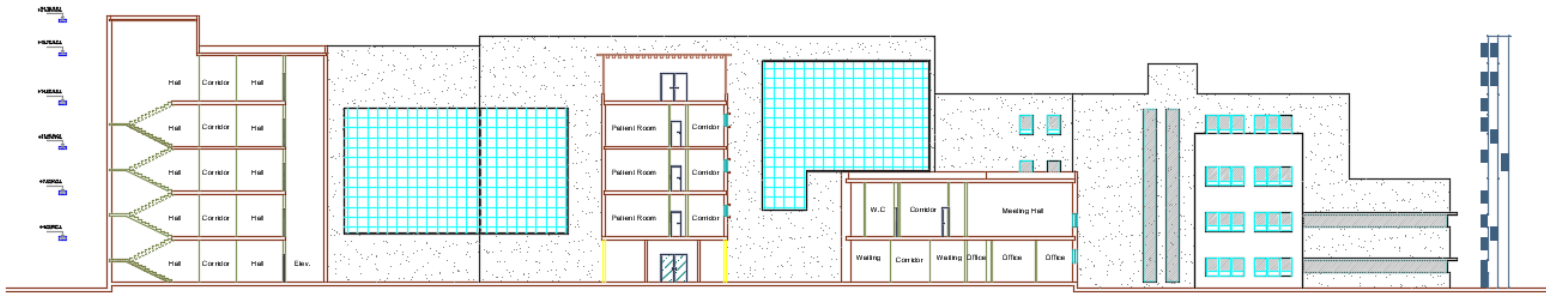 Hall Corridor Hall
Hall Corridor Hall Patient Room Corridor
Hall Corridor Hall Patient Room Corridor
Hall Corridor Hall Patient Room Corridor W.C Corridor Meeting Hall
Hall Corridor Hall Elev. Waiting Corridor Waiting Office Office Office